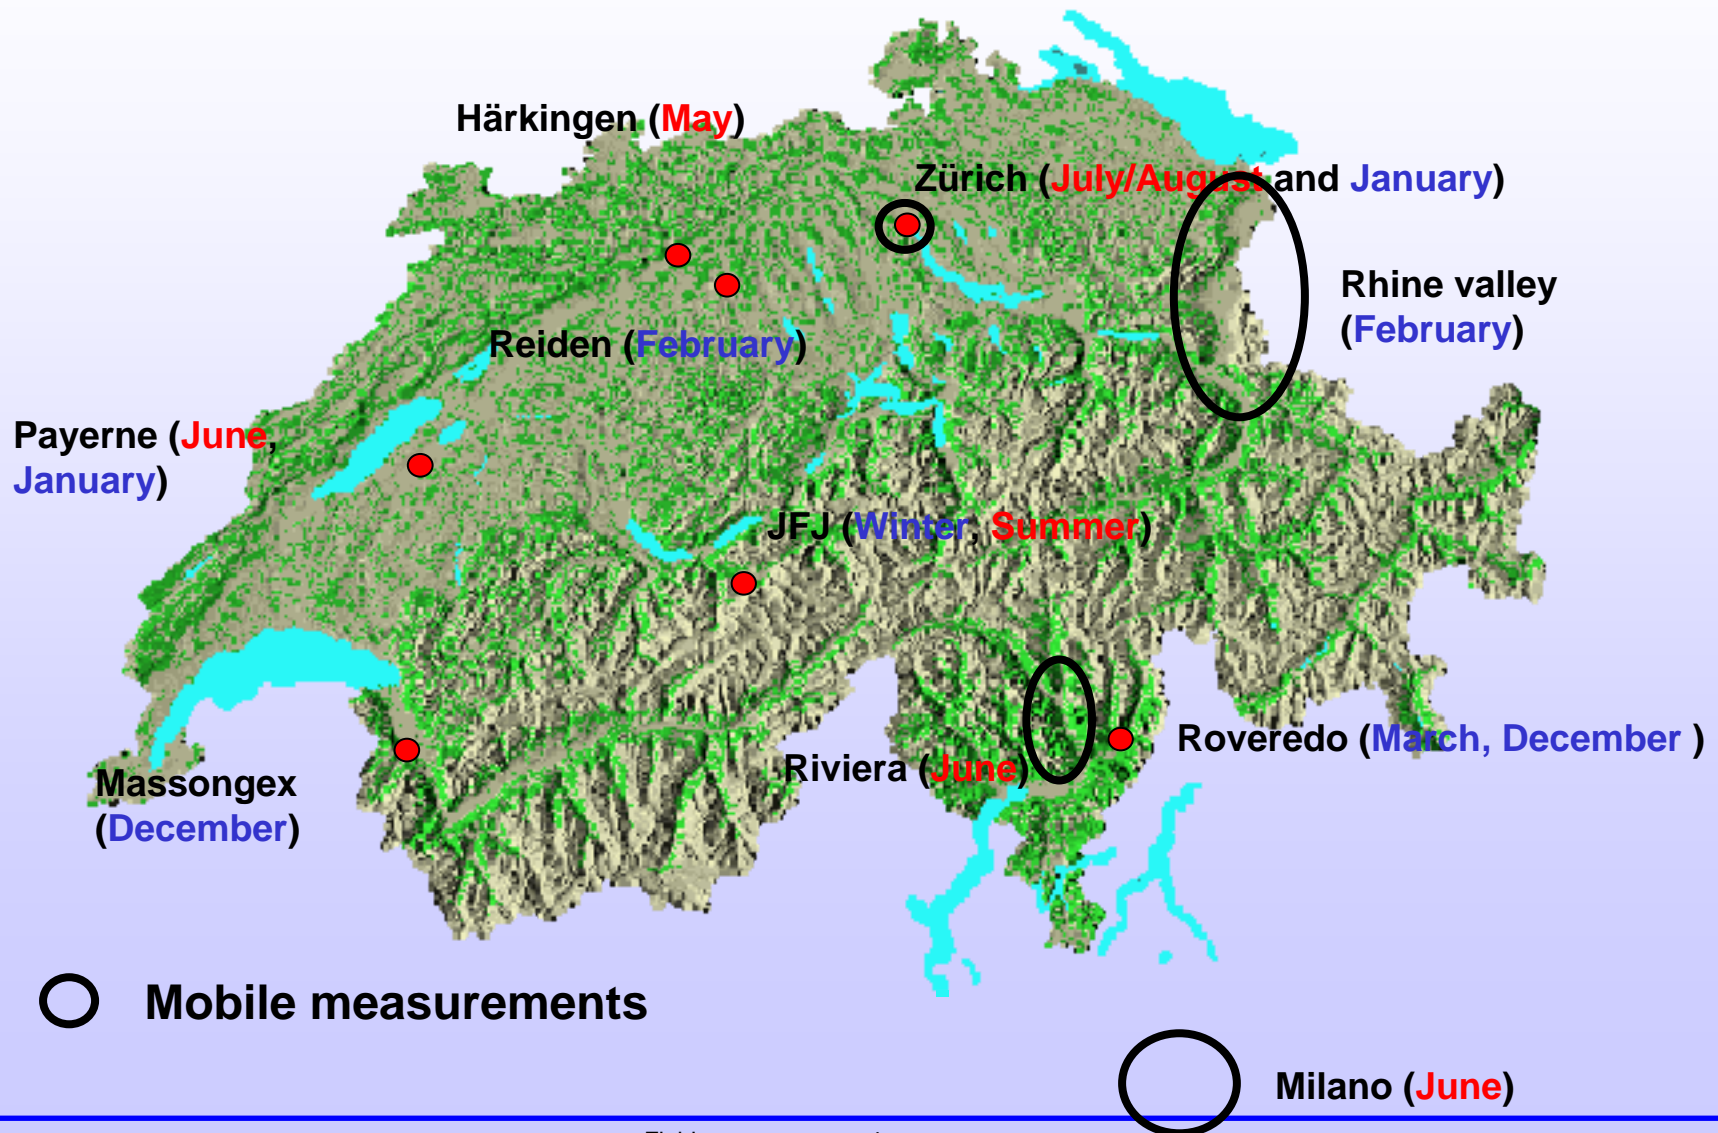 Härkingen (May)
Zürich (July/August and January)
Rhine valley
(February)
Reiden (February)
Payerne (June,
January)
JFJ (Winter, Summer)
Roveredo (March, December )
Riviera (June)
Massongex
(December)
Mobile measurements
Milano (June)